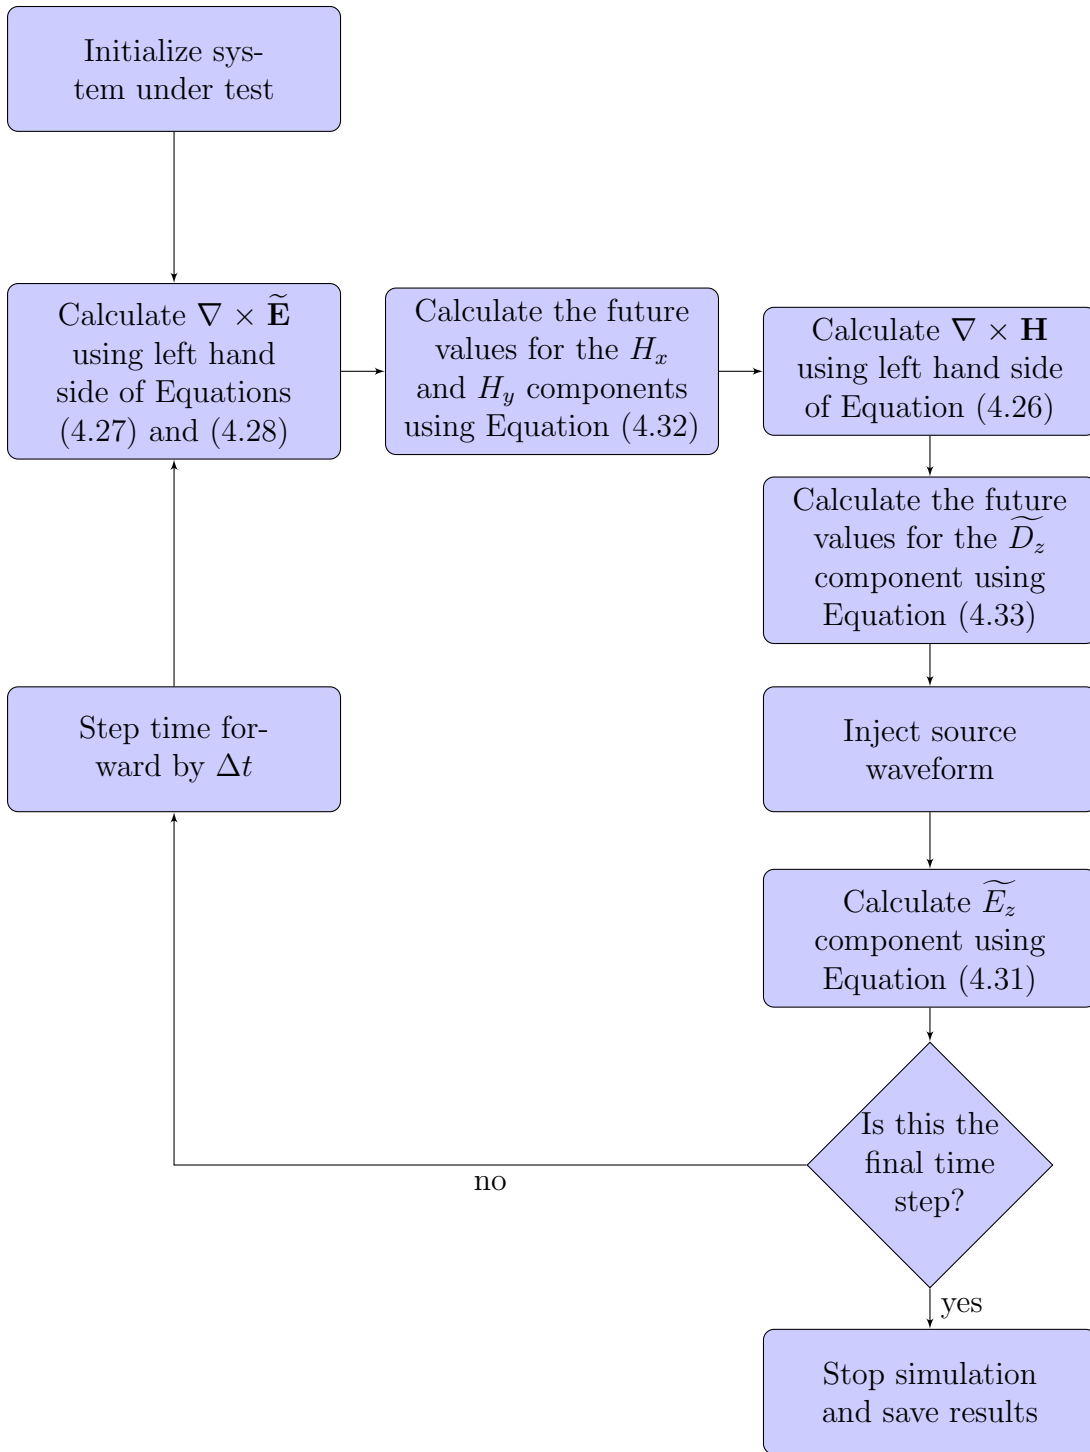 Initialize sys-
tem under test
Calculate ∇ × Ẽ
using left hand
side of Equations
(4.27) and (4.28)
Calculate the future
values for the Hₓ
and H_y components
using Equation (4.32)
Calculate ∇ × H
using left hand side
of Equation (4.26)
Calculate the future
values for the D̃_z
component using
Equation (4.33)
Step time for-
ward by Δt
Inject source
waveform
Calculate Ẽ_z
component using
Equation (4.31)
Is this the
final time
step?
no
yes
Stop simulation
and save results